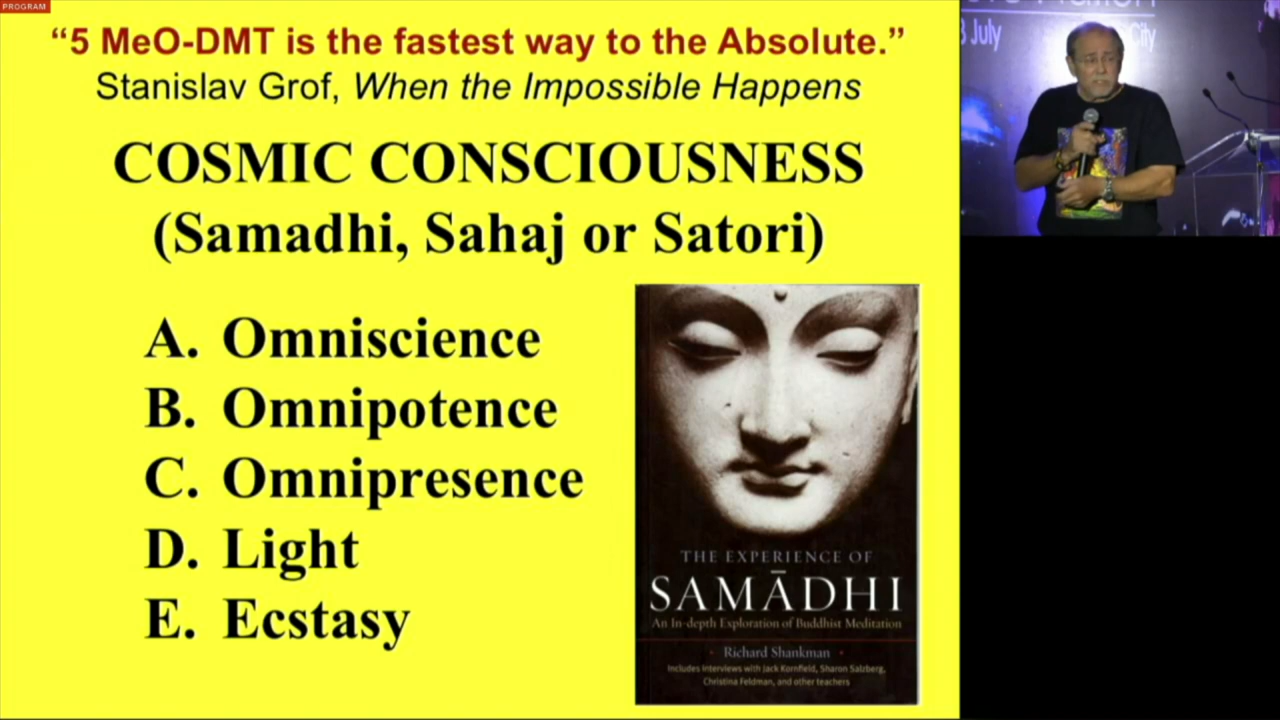 PROGRAM
“5 MeO-DMT is the fastest way to the Absolute.”
Stanislav Grof, When the Impossible Happens
COSMIC CONSCIOUSNESS
(Samadhi, Sahaj or Satori)
A. Omniscience
B. Omnipotence
C. Omnipresence
D. Light
E. Ecstasy
THE EXPERIENCE OF
SAMĀDHI
An In-depth Exploration of Buddhist Meditation
• Richard Shankman •
Includes interviews with Jack Kornfield, Sharon Salzberg,
Christina Feldman, and other teachers
July
City